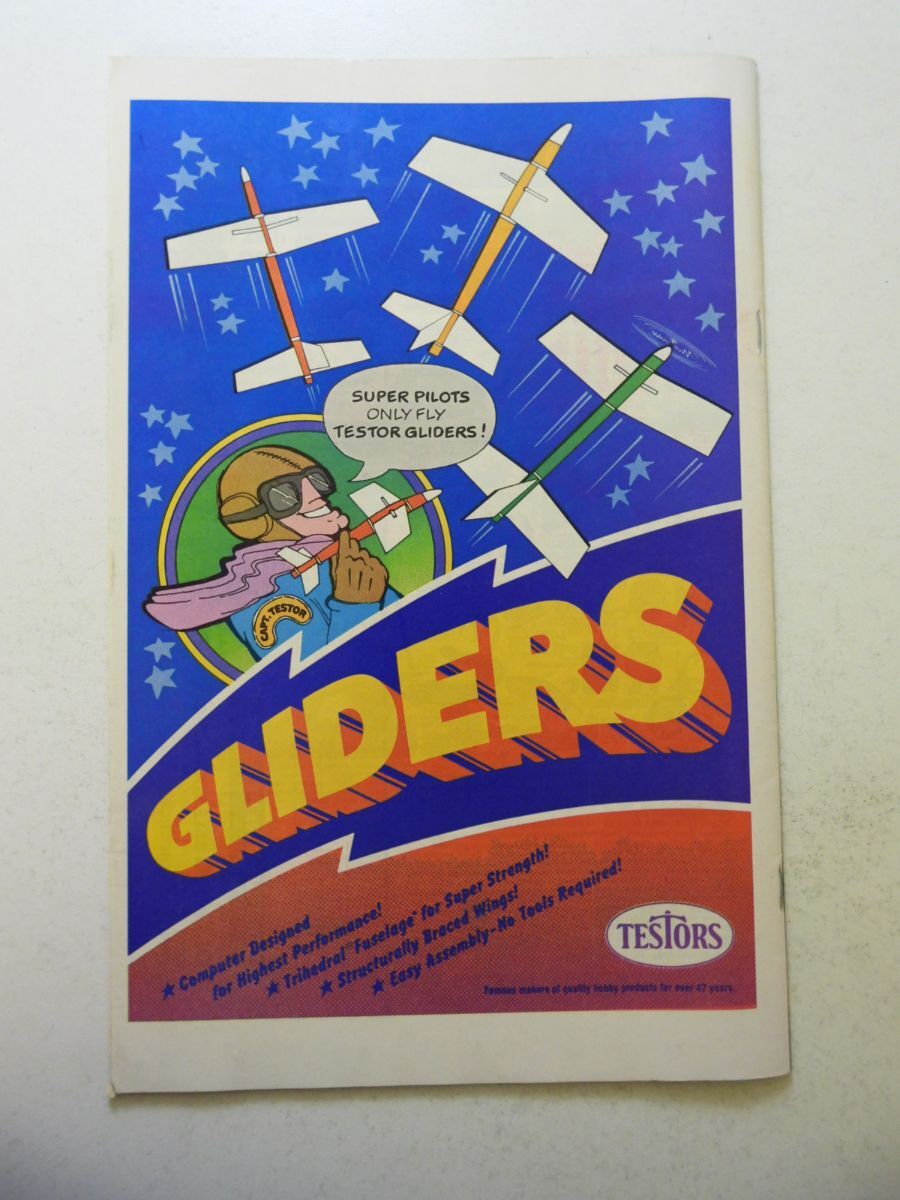 SUPER PILOTS
ONLY FLY
TESTOR GLIDERS!
CAPT. TESTOR
GLIDERS
★ Computer Designed
for Highest Performance!
★ Trihedral Fuselage for Super Strength!
★ Structurally Braced Wings!
★ Easy Assembly-No Tools Required!
TESTORS
Famous makers of quality hobby products for over 47 years.